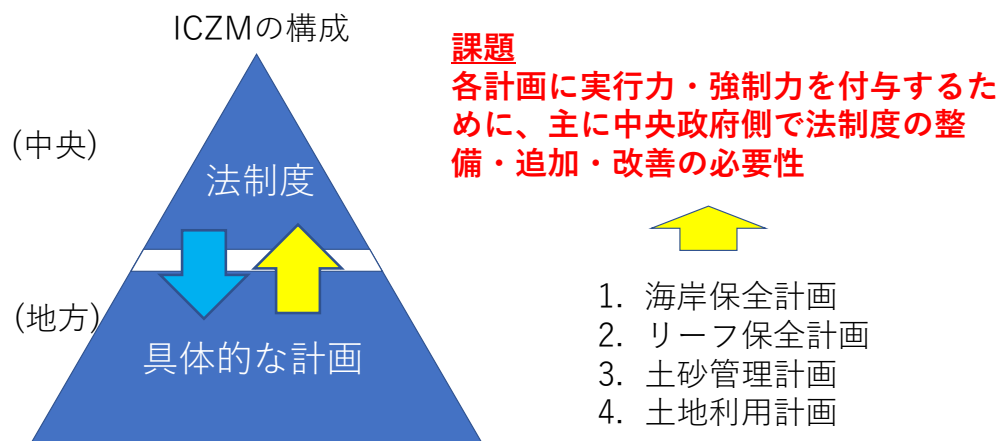 ICZMの構成
課題
各計画に実行力・強制力を付与するた
めに、主に中央政府側で法制度の整
備・追加・改善の必要性
(中央)
法制度
(地方)
具体的な計画
1. 海岸保全計画
2. リーフ保全計画
3. 土砂管理計画
4. 土地利用計画